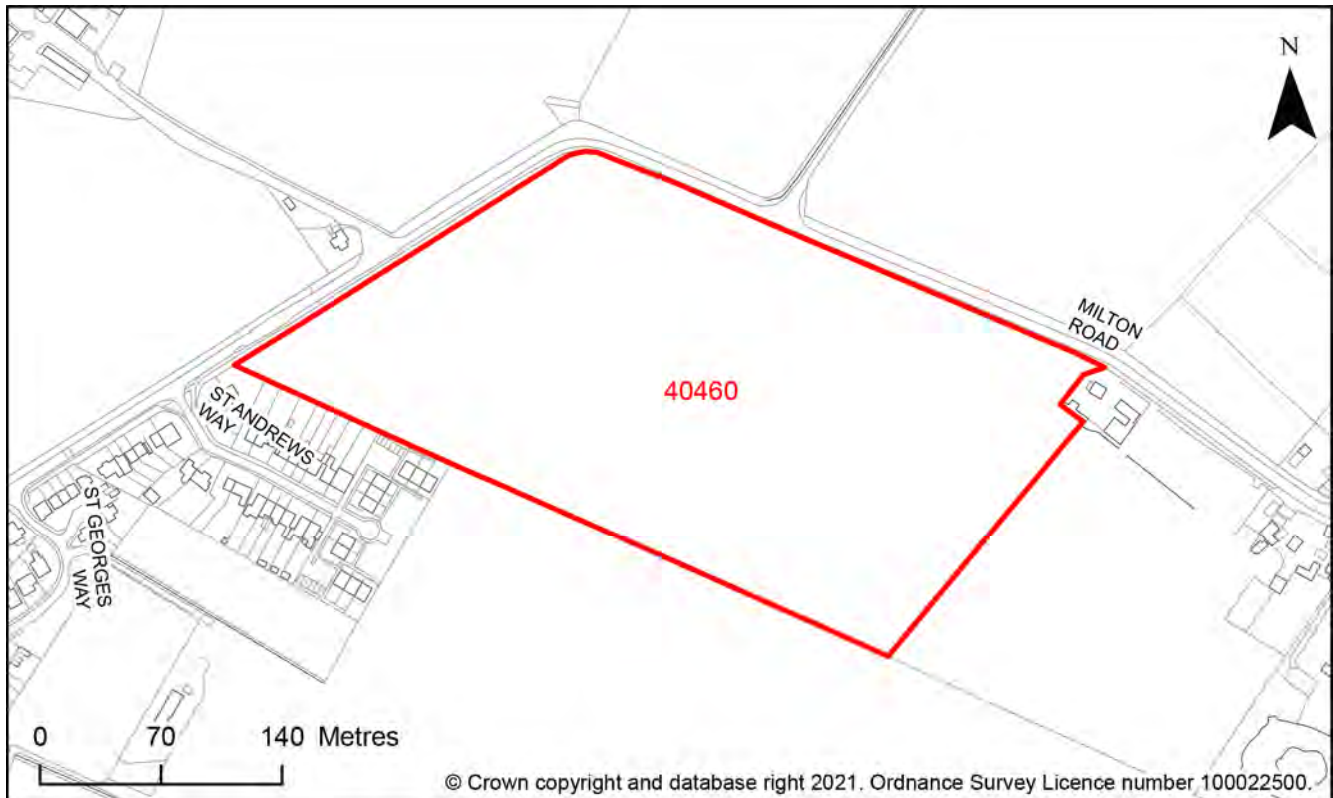 N
MILTON
ROAD
40460
ST ANDREWS
WAY
ST GEORGES
WAY
0 70 140 Metres
© Crown copyright and database right 2021. Ordnance Survey Licence number 100022500.